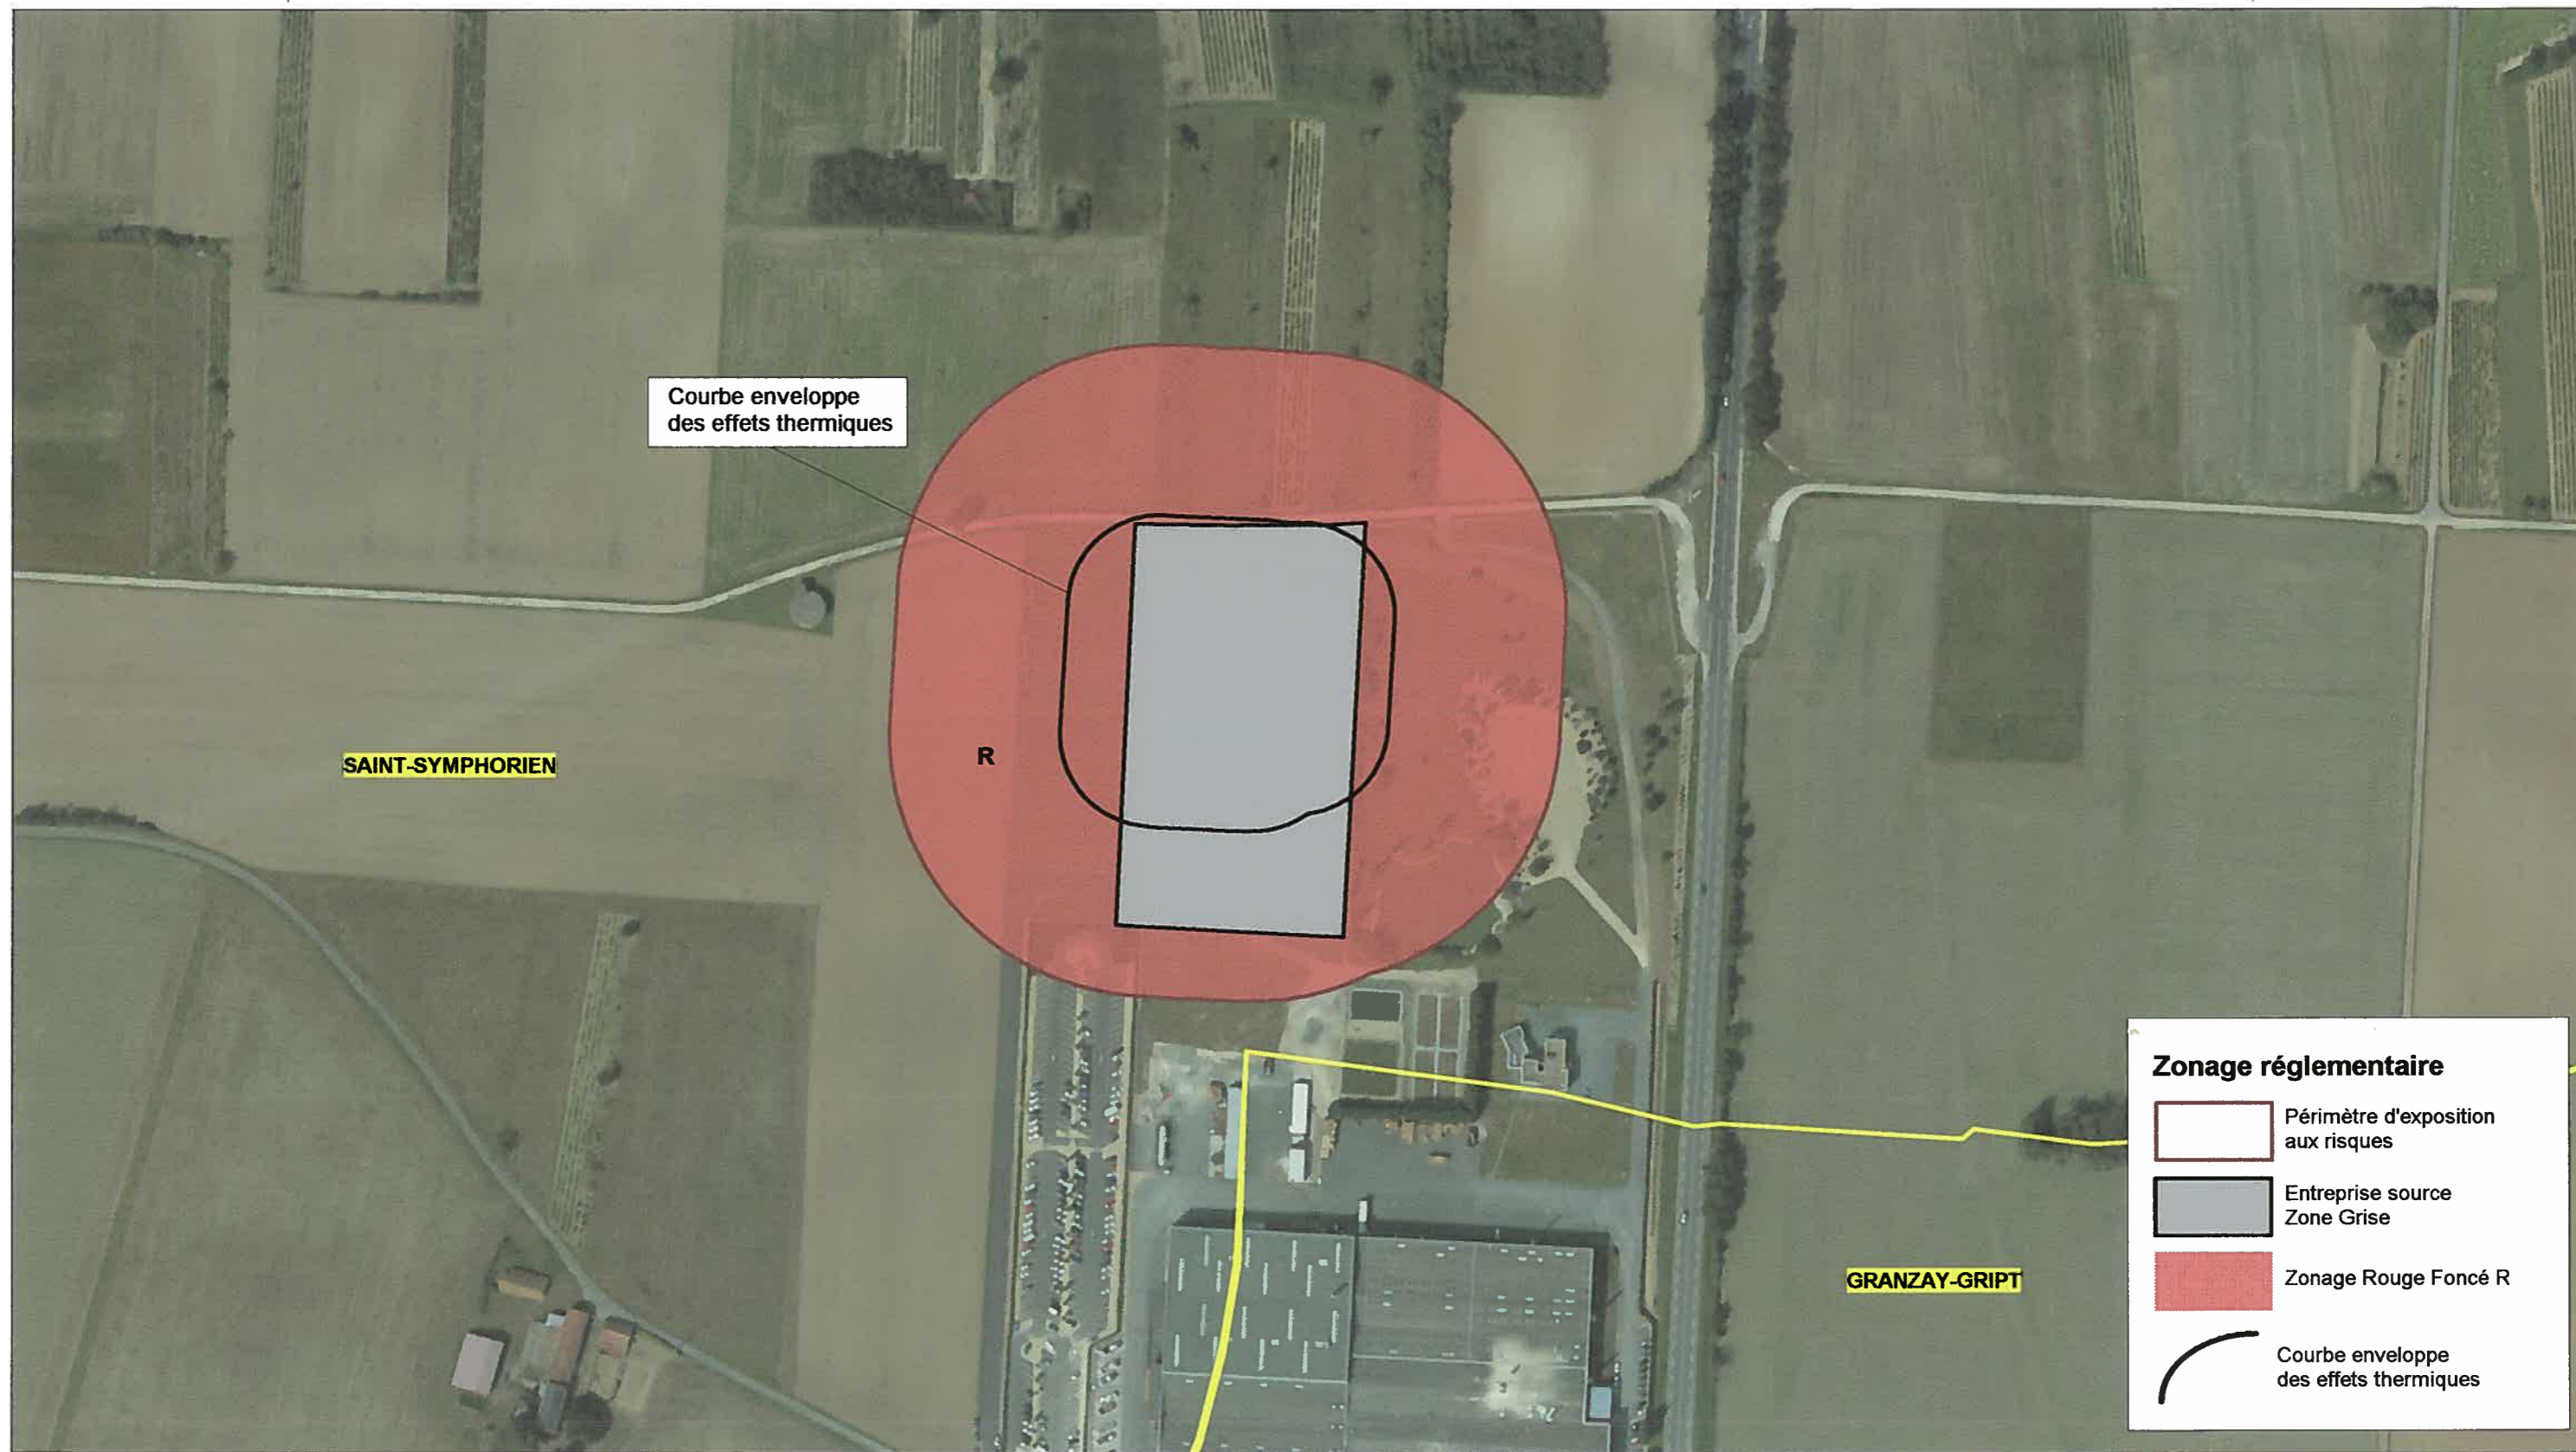 Courbe enveloppe
des effets thermiques
R
SAINT-SYMPHORIEN
GRANZAY-GRIPT
Zonage réglementaire
Périmètre d'exposition
aux risques
Entreprise source
Zone Grise
Zonage Rouge Foncé R
Courbe enveloppe
des effets thermiques